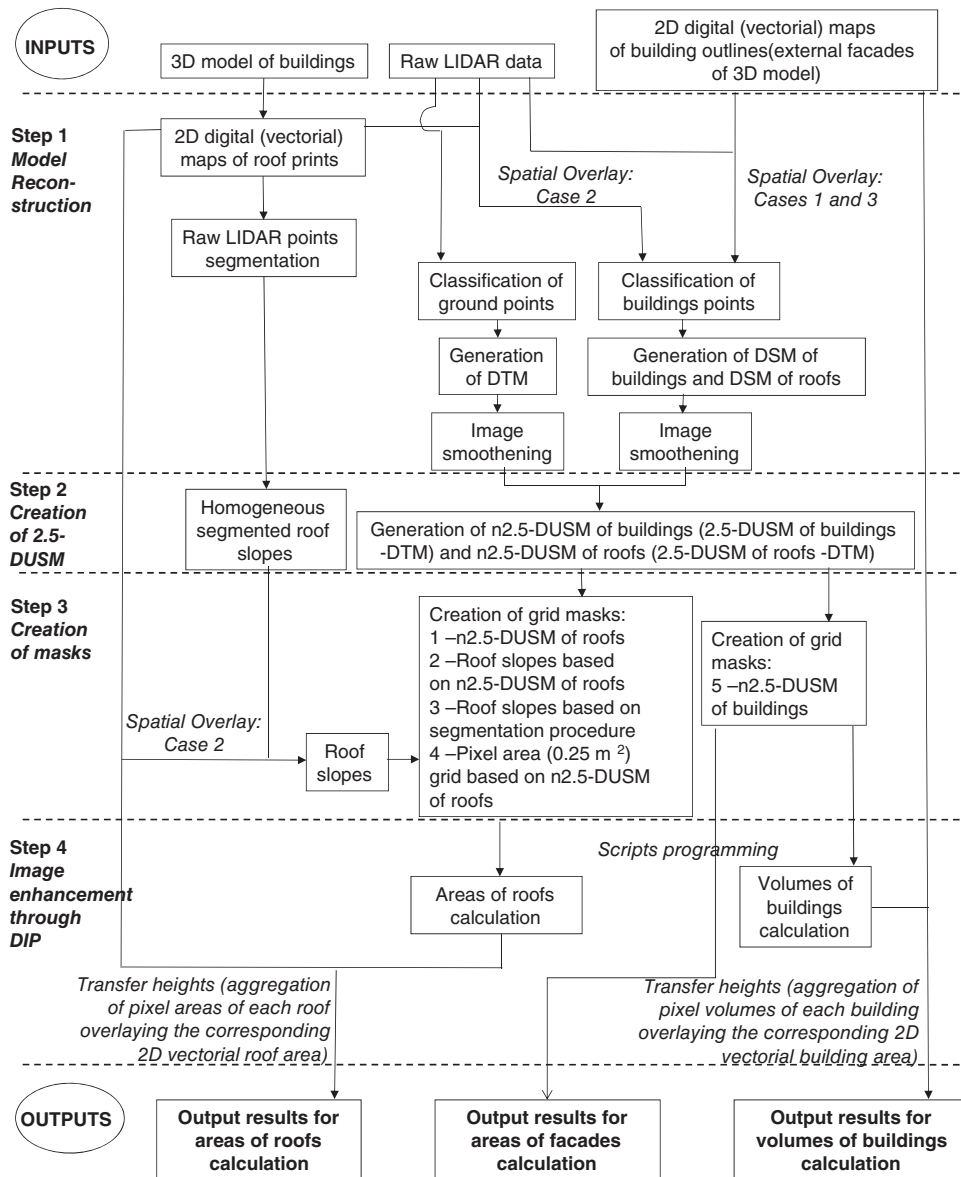 INPUTS
3D model of buildings
Raw LIDAR data
2D digital (vectorial) maps
of building outlines(external facades
of 3D model)
Step 1
Model
Recon-
struction
2D digital (vectorial)
maps of roof prints
Spatial Overlay:
Case 2
Spatial Overlay:
Cases 1 and 3
Raw LIDAR points
segmentation
Classification of
ground points
Classification of
buildings points
Generation
of DTM
Generation of DSM of
buildings and DSM of roofs
Image
smoothening
Image
smoothening
Step 2
Creation
of 2.5-
DUSM
Homogeneous
segmented roof
slopes
Generation of n2.5-DUSM of buildings (2.5-DUSM of buildings
-DTM) and n2.5-DUSM of roofs (2.5-DUSM of roofs -DTM)
Step 3
Creation
of masks
Spatial Overlay:
Case 2
Roof
slopes
Creation of grid masks:
1 –n2.5-DUSM of roofs
2 –Roof slopes based
on n2.5-DUSM of roofs
3 –Roof slopes based on
segmentation procedure
4 –Pixel area (0.25 m ²)
grid based on n2.5-DUSM
of roofs
Creation of grid
masks:
5 –n2.5-DUSM
of buildings
Step 4
Image
enhancement
through
DIP
Scripts programming
Areas of roofs
calculation
Volumes of
buildings
calculation
Transfer heights (aggregation
of pixel areas of each roof
overlaying the corresponding
2D vectorial roof area)
Transfer heights (aggregation of
pixel volumes of each building
overlaying the corresponding 2D
vectorial building area)
OUTPUTS
Output results for
areas of roofs
calculation
Output results for
areas of facades
calculation
Output results for
volumes of buildings
calculation